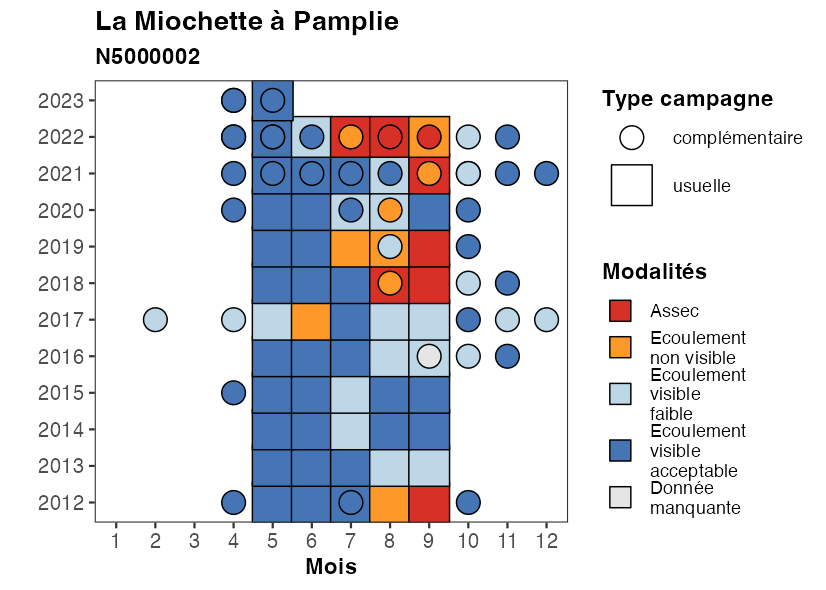 La Miochette à Pamplie
N5000002
2023
2022
2021
2020
2019
2018
2017
2016
2015
2014
2013
2012
1 2 3 4 5 6 7 8 9 10 11 12
Mois
Type campagne
complémentaire
usuelle
Modalités
Assec
Ecoulement
non visible
Ecoulement
visible
faible
Ecoulement
visible
acceptable
Donnée
manquante